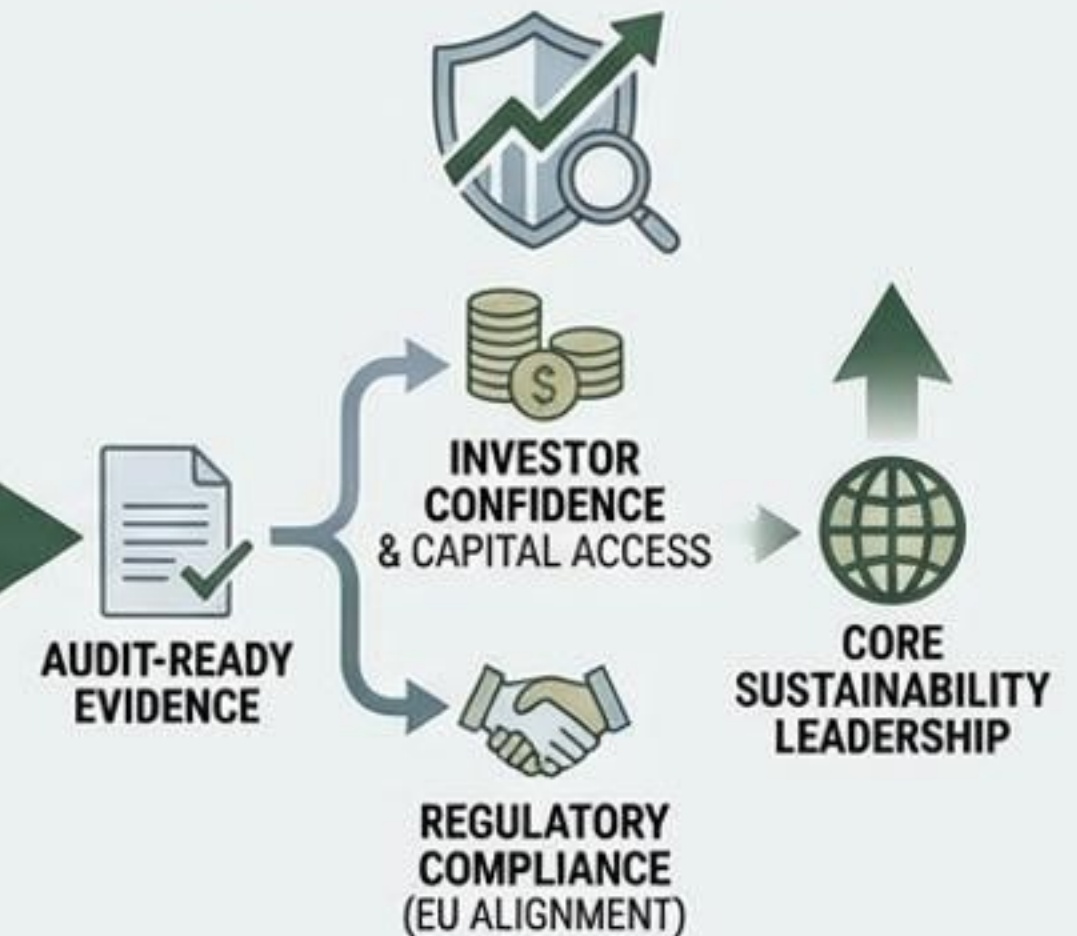 AUDIT-READY
EVIDENCE
$
INVESTOR
CONFIDENCE
& CAPITAL ACCESS
REGULATORY
COMPLIANCE
(EU ALIGNMENT)
CORE
SUSTAINABILITY
LEADERSHIP